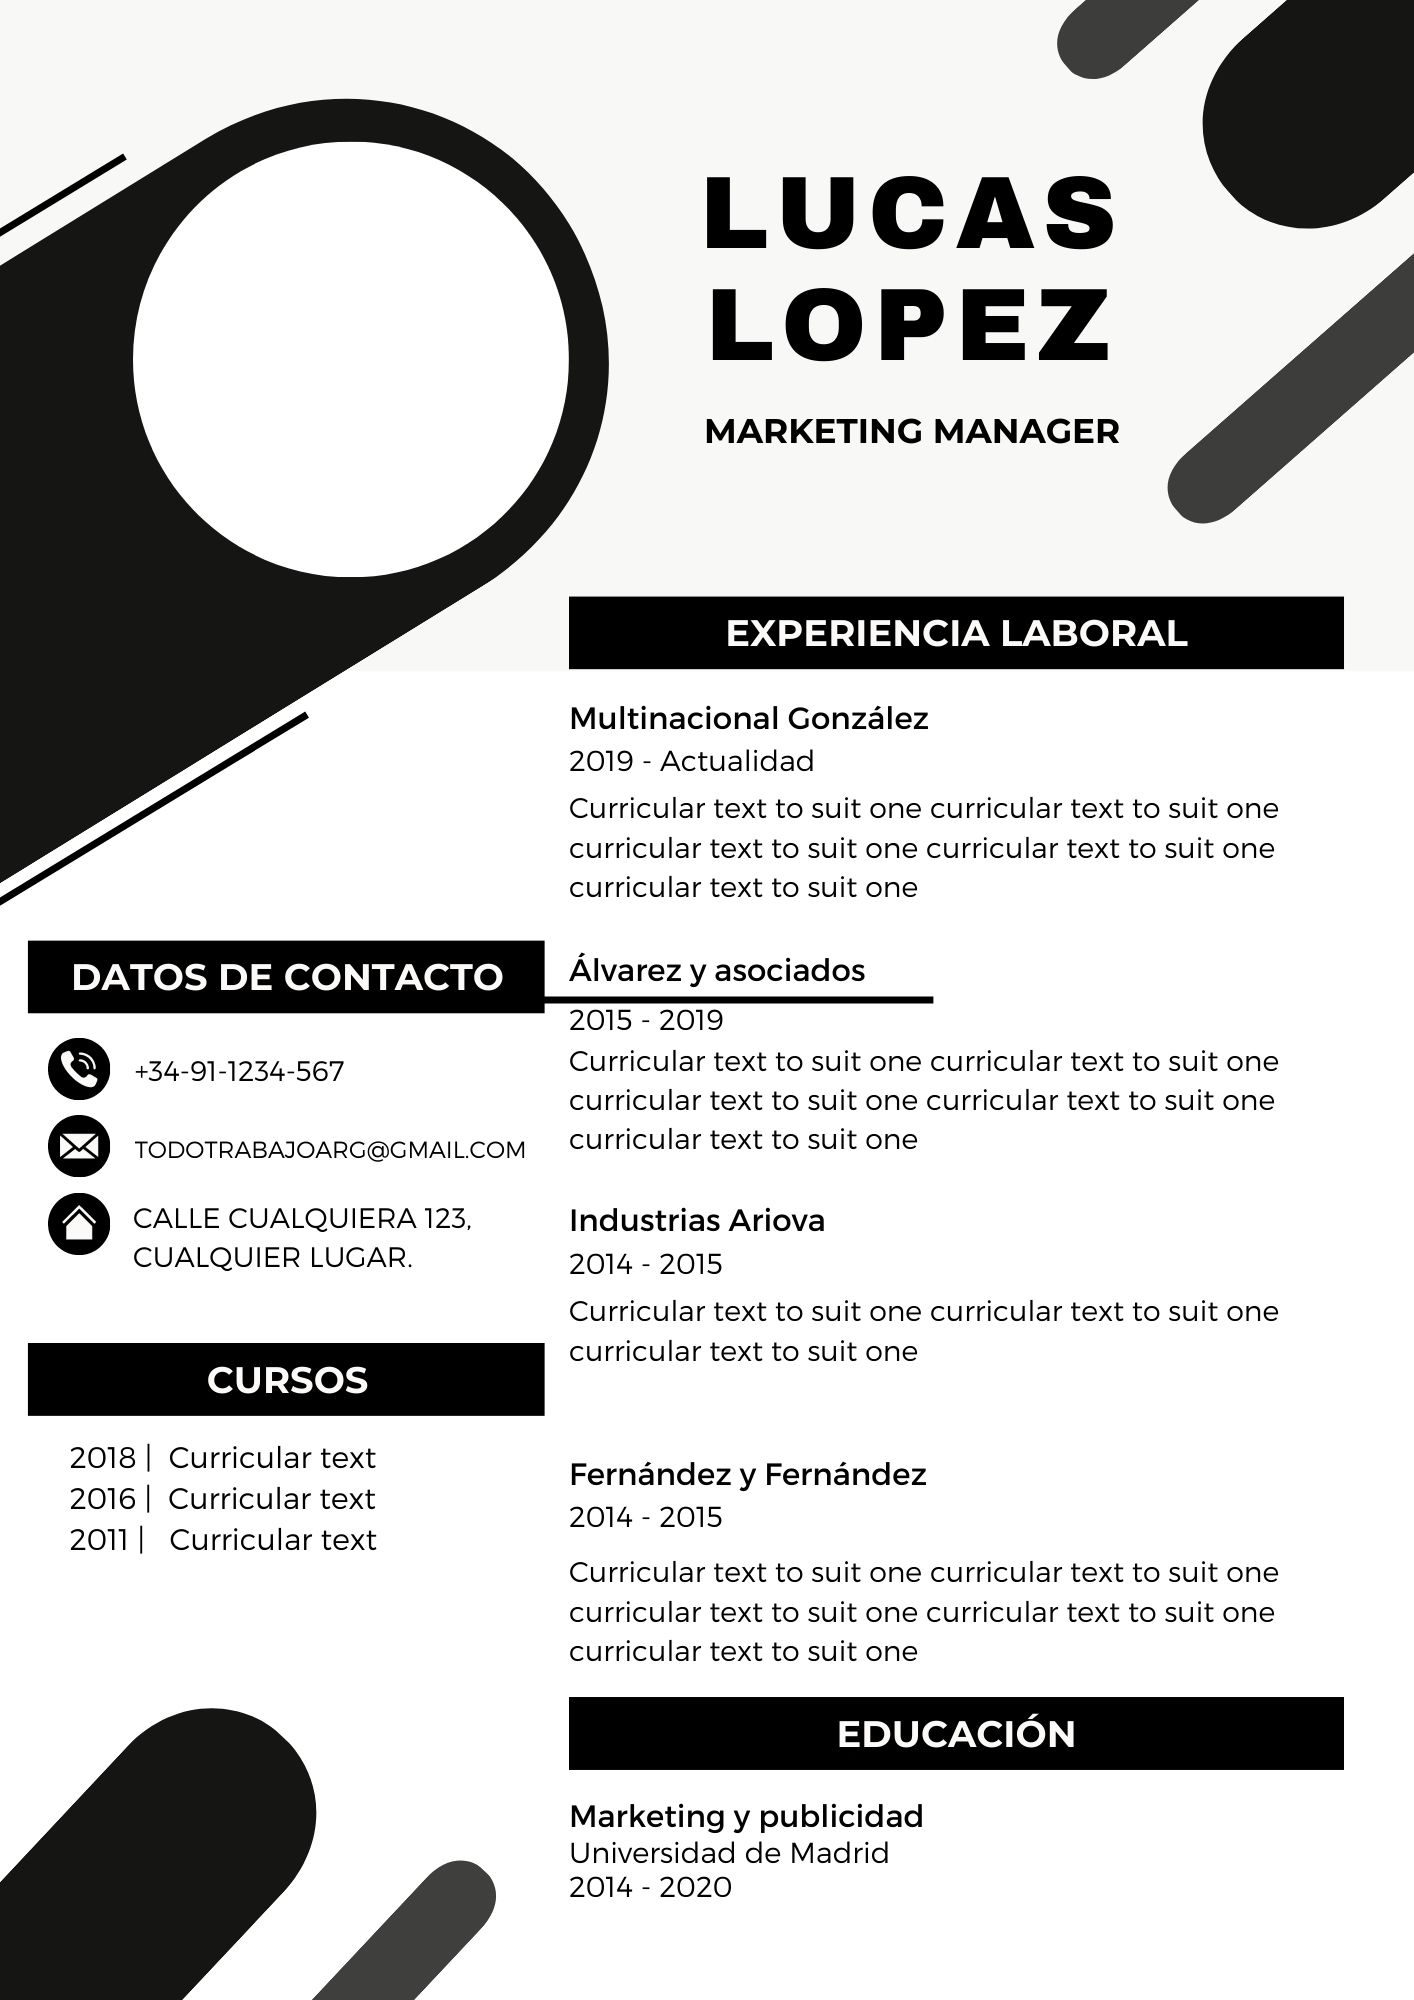 LUCAS
LOPEZ
MARKETING MANAGER
EXPERIENCIA LABORAL
Multinacional González
2019 - Actualidad
Curricular text to suit one curricular text to suit one
curricular text to suit one curricular text to suit one
curricular text to suit one
Álvarez y asociados
2015 - 2019
Curricular text to suit one curricular text to suit one
curricular text to suit one curricular text to suit one
curricular text to suit one
Industrias Ariova
2014 - 2015
Curricular text to suit one curricular text to suit one
curricular text to suit one
Fernández y Fernández
2014 - 2015
Curricular text to suit one curricular text to suit one
curricular text to suit one curricular text to suit one
curricular text to suit one
EDUCACIÓN
Marketing y publicidad
Universidad de Madrid
2014 - 2020
DATOS DE CONTACTO
+34-91-1234-567
TODOTRABAJOARG@GMAIL.COM
CALLE CUALQUIERA 123,
CUALQUIER LUGAR.
CURSOS
2018 | Curricular text
2016 | Curricular text
2011 | Curricular text